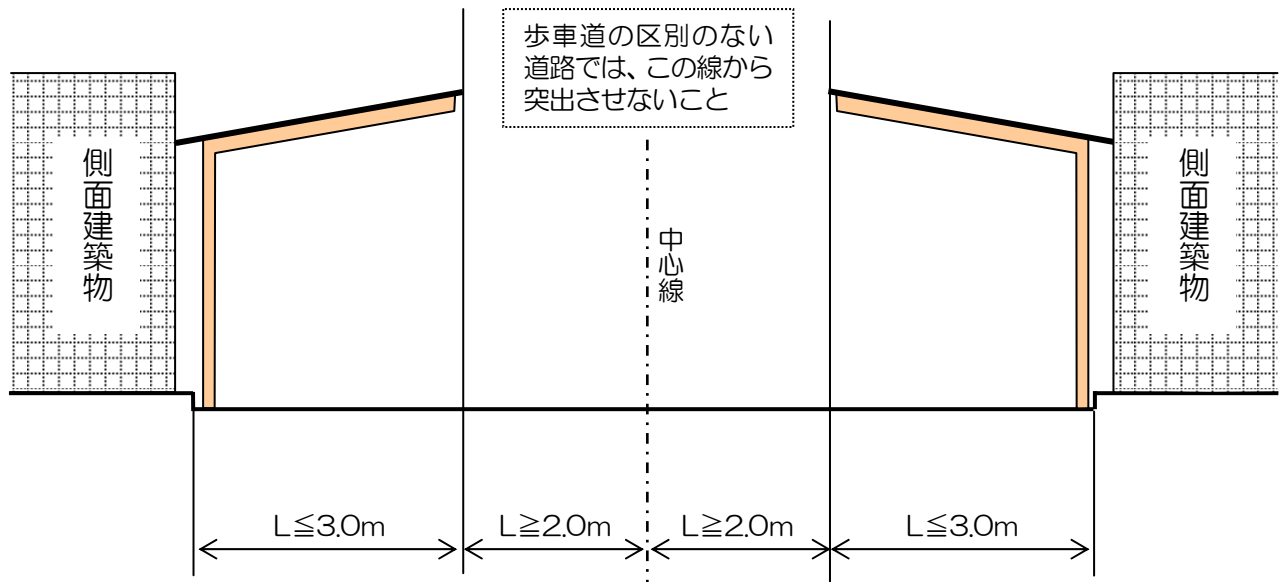 歩車道の区別のない
道路では、この線から
突出させないこと
側面建築物
中心線
側面建築物
L≦3.0m
L≧2.0m
L≧2.0m
L≦3.0m